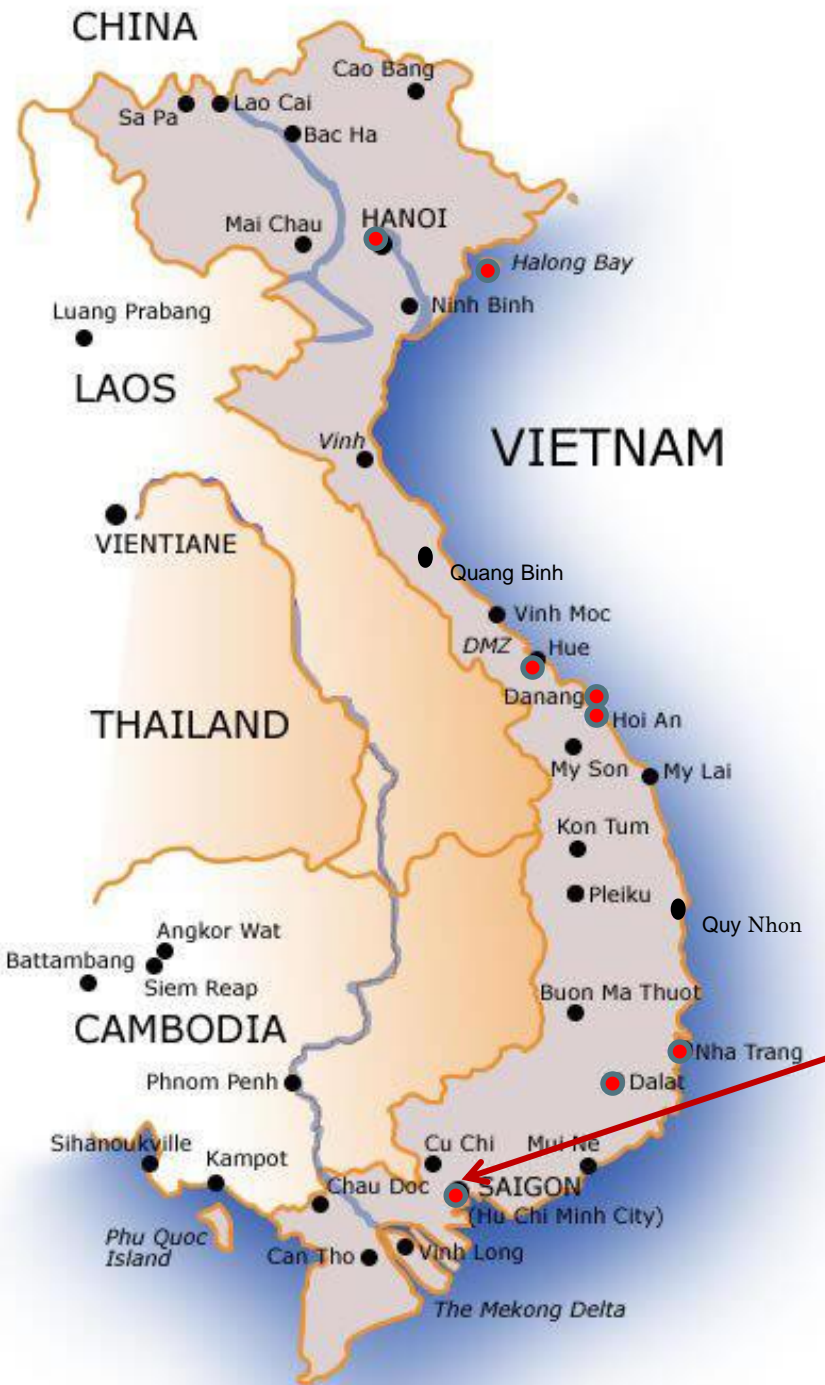 CHINA
Cao Bang
Sa Pa
Lao Cai
Bac Ha
Mai Chau
HANOI
Halong Bay
Luang Prabang
Ninh Binh
LAOS
Vinh
VIETNAM
VIENTIANE
Quang Binh
Vinh Moc
DMZ
Hue
Danang
THAILAND
Hoi An
My Son
My Lai
Kon Tum
Pleiku
Angkor Wat
Quy Nhon
Battambang
Siem Reap
Buon Ma Thuot
CAMBODIA
Nha Trang
Phnom Penh
Dalat
Sihanoukville
Cu Chi
Mui Ne
Kampot
Chau Doc
SAIGON
(Hu Chi Minh City)
Phu Quoc
Island
Can Tho
Vinh Long
The Mekong Delta